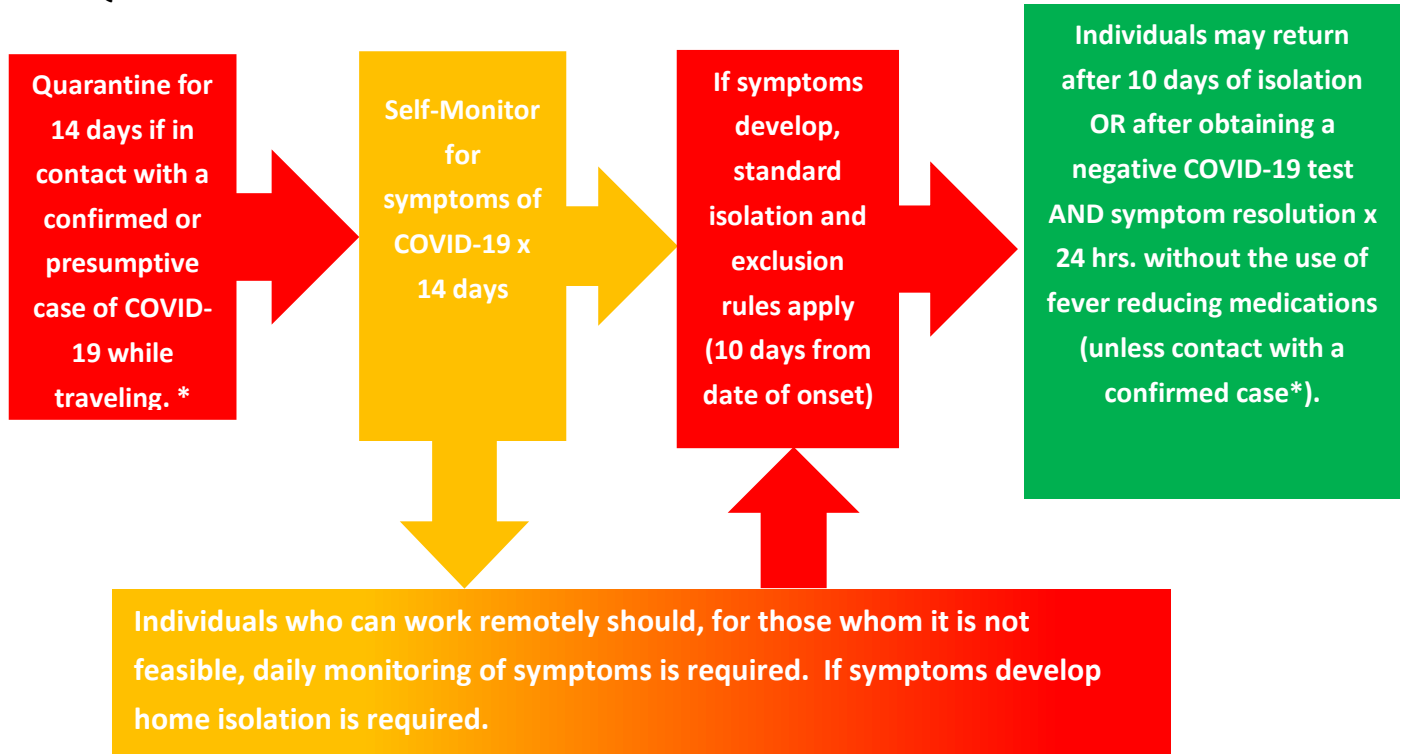 Quarantine for
14 days if in
contact with a
confirmed or
presumptive
case of COVID-
19 while
traveling. *
Self-Monitor
for
symptoms of
COVID-19 x
14 days
If symptoms
develop,
standard
isolation and
exclusion
rules apply
(10 days from
date of onset)
Individuals may return
after 10 days of isolation
OR after obtaining a
negative COVID-19 test
AND symptom resolution x
24 hrs. without the use of
fever reducing medications
(unless contact with a
confirmed case*).
Individuals who can work remotely should, for those whom it is not
feasible, daily monitoring of symptoms is required.  If symptoms develop
home isolation is required.